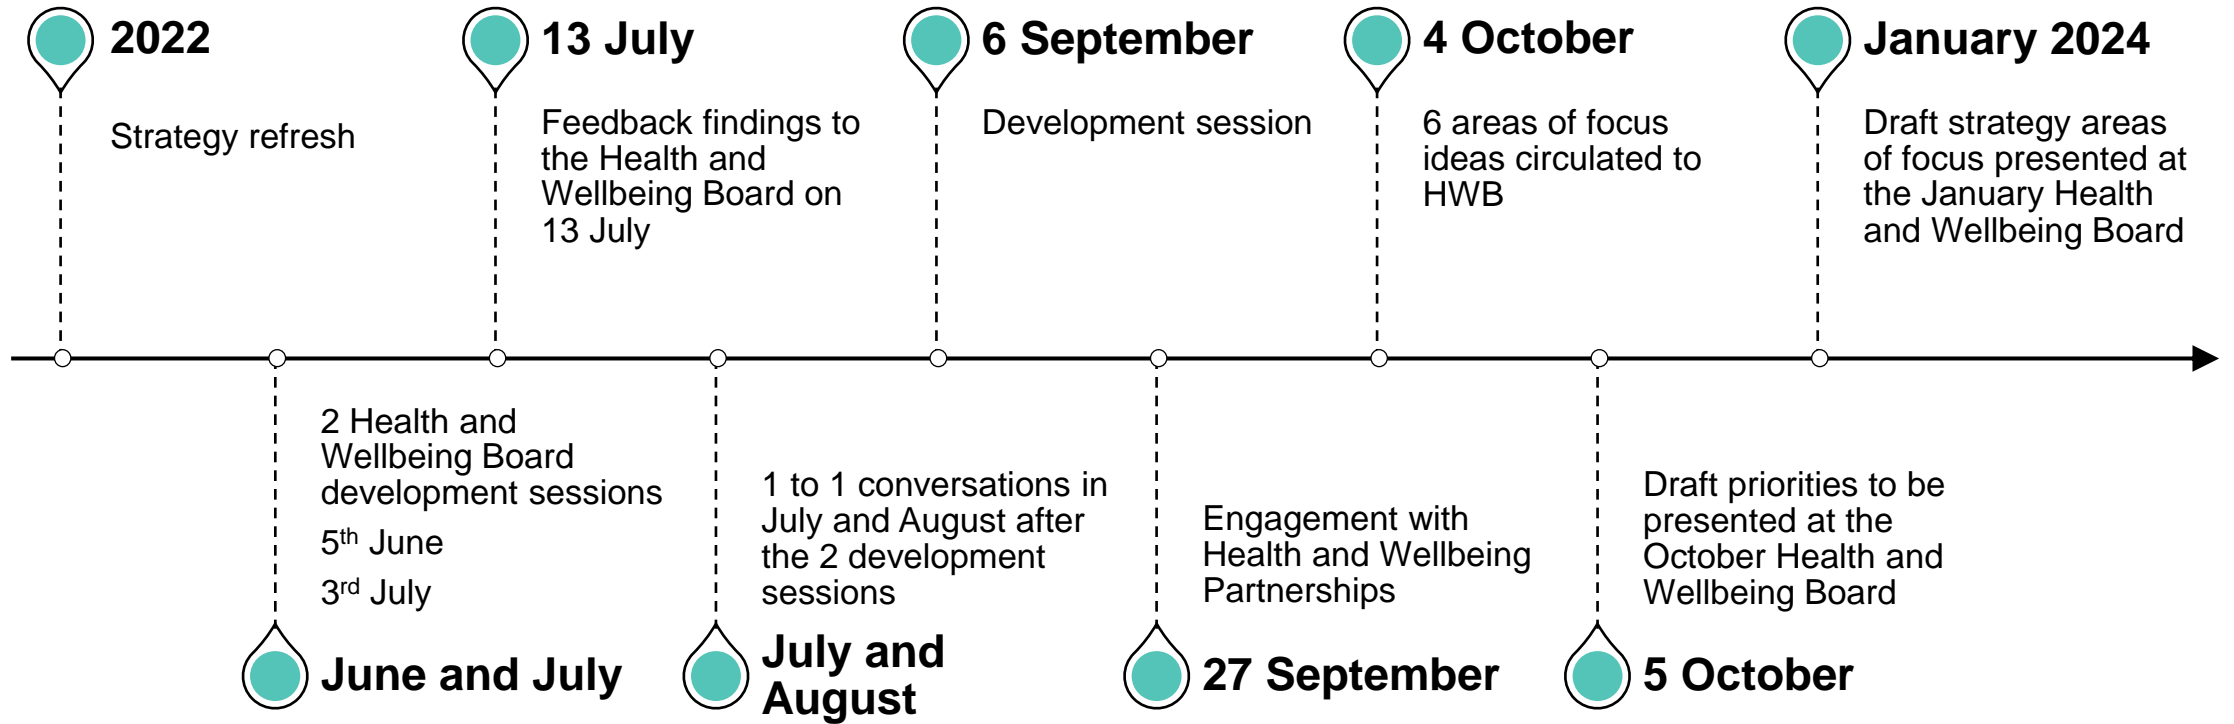 2022
Strategy refresh
June and July
2 Health and
Wellbeing Board
development sessions
5th June
3rd July
13 July
Feedback findings to
the Health and
Wellbeing Board on
13 July
July and
August
1 to 1 conversations in
July and August after
the 2 development
sessions
6 September
Development session
27 September
Engagement with
Health and Wellbeing
Partnerships
4 October
6 areas of focus
ideas circulated to
HWB
5 October
Draft priorities to be
presented at the
October Health and
Wellbeing Board
January 2024
Draft strategy areas
of focus presented at
the January Health
and Wellbeing Board